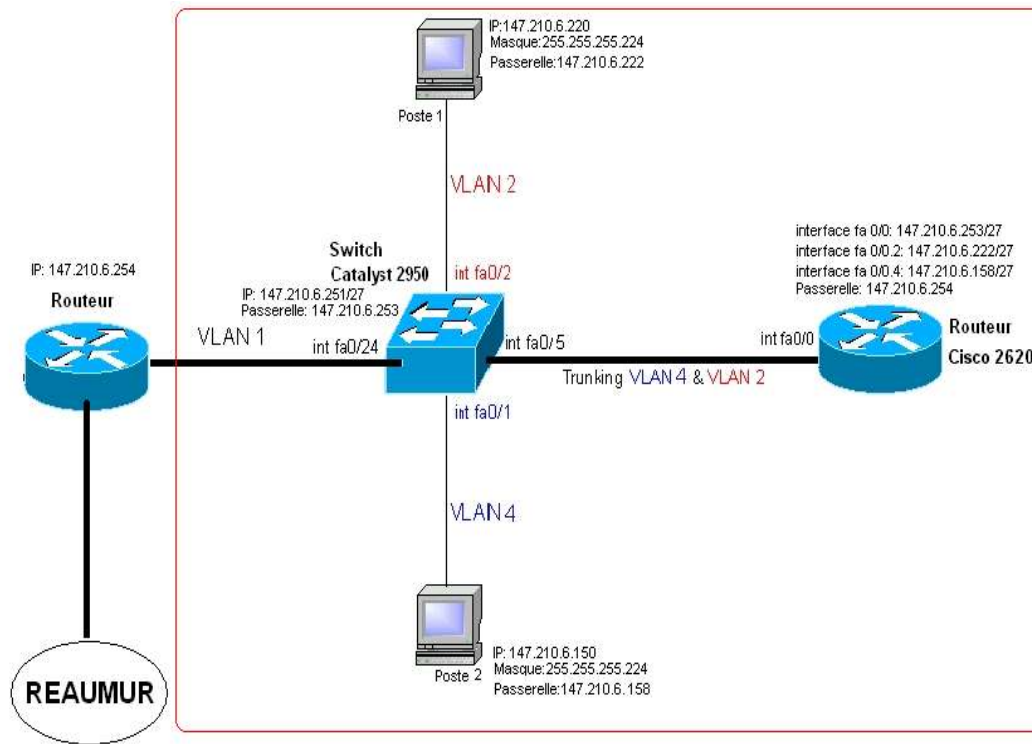 IP:147.210.6.220
Masque:255.255.255.224
Passerelle:147.210.6.222
Poste 1
VLAN 2
interface fa 0/0: 147.210.6.253/27
interface fa 0/0.2: 147.210.6.222/27
interface fa 0/0.4: 147.210.6.158/27
Passerelle: 147.210.6.254
Switch
Catalyst 2950
int fa0/2
IP: 147.210.6.254
Routeur
IP: 147.210.6.251/27
Passerelle: 147.210.6.253
VLAN 1
int fa0/24
int fa0/5
int fa0/0
Routeur
Cisco 2620
Trunking VLAN 4 & VLAN 2
int fa0/1
VLAN 4
Poste 2
IP: 147.210.6.150
Masque:255.255.255.224
Passerelle:147.210.6.158
REAUMUR